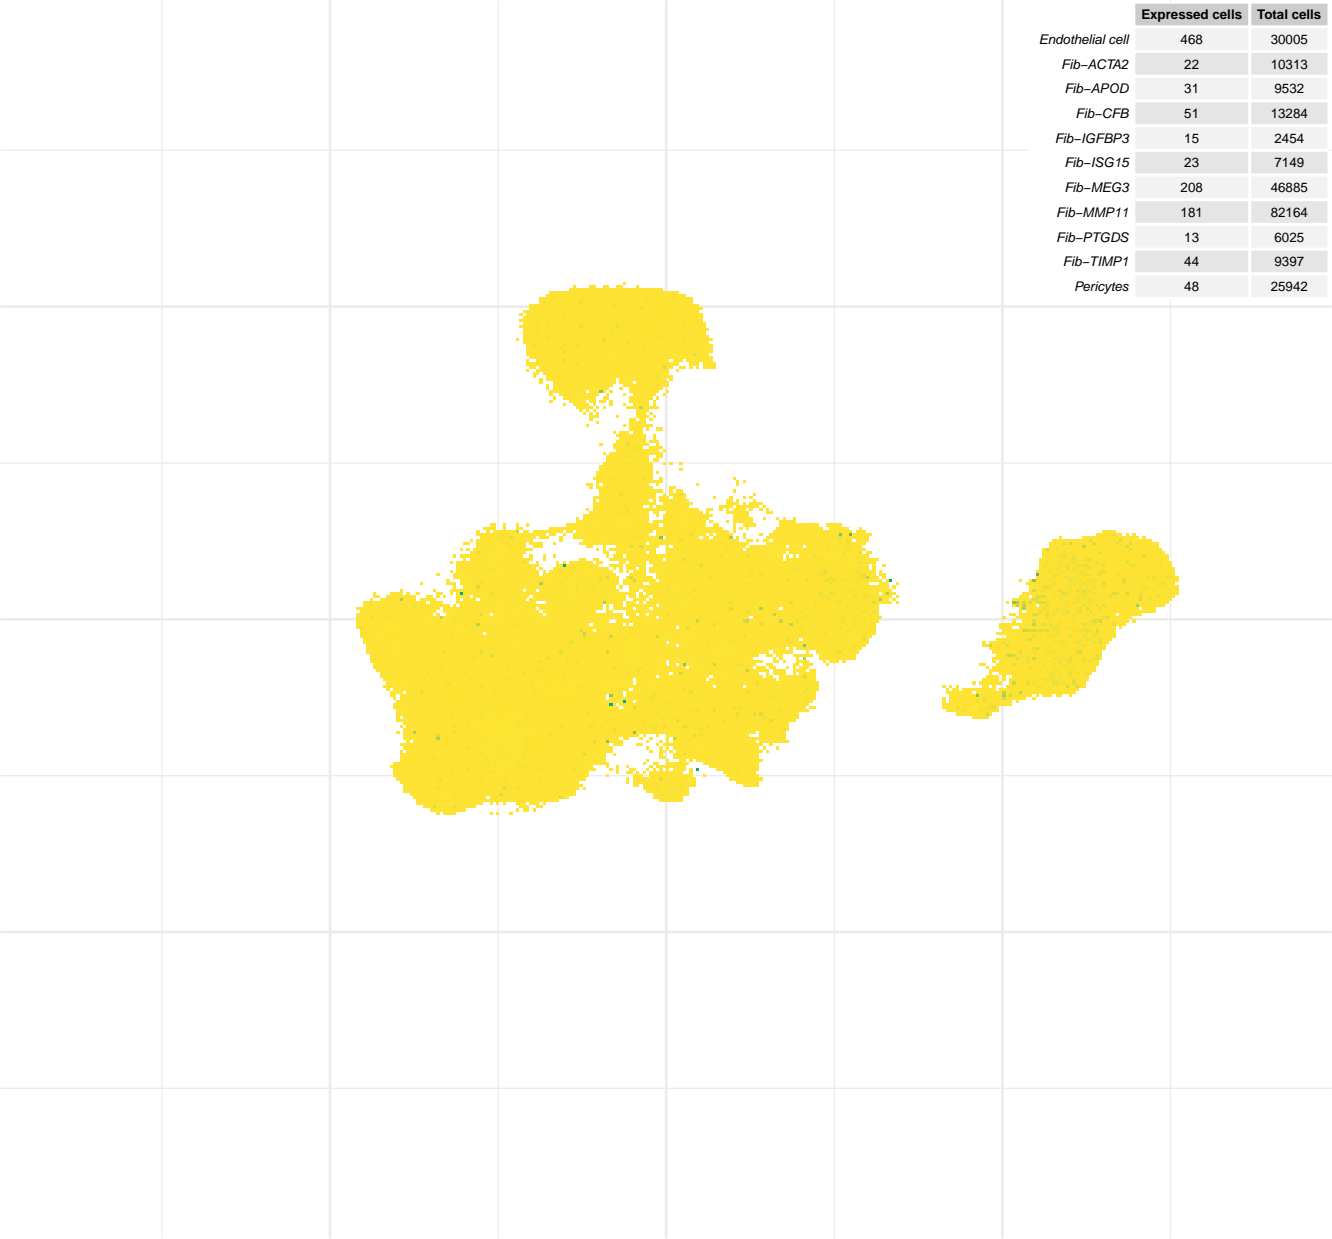 Expressed cells Total cells
Endothelial cell 468 30005
Fib−ACTA2 22 10313
Fib−APOD 31 9532
Fib−CFB 51 13284
Fib−IGFBP3 15 2454
Fib−ISG15 23 7149
Fib−MEG3 208 46885
Fib−MMP11 181 82164
Fib−PTGDS 13 6025
Fib−TIMP1 44 9397
Pericytes 48 25942